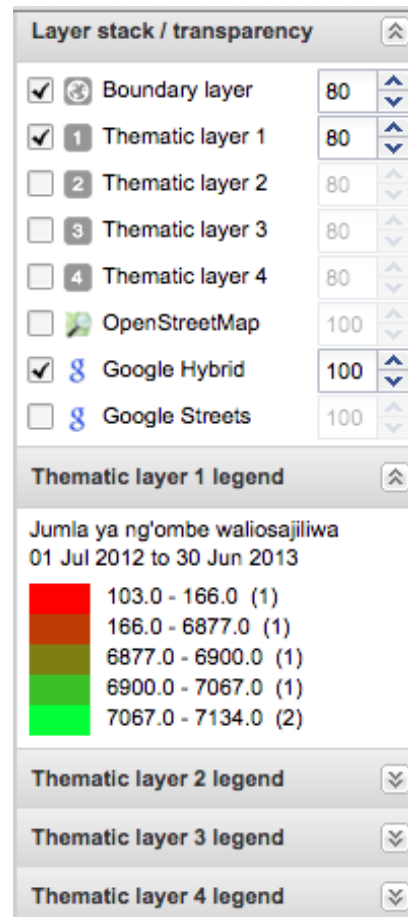 Layer stack / transparency
Boundary layer 80
1 Thematic layer 1 80
2 Thematic layer 2 80
3 Thematic layer 3 80
4 Thematic layer 4 80
OpenStreetMap 100
g Google Hybrid 100
g Google Streets 100
Thematic layer 1 legend
Jumla ya ng'ombe waliosajiliwa
01 Jul 2012 to 30 Jun 2013
103.0 - 166.0 (1)
166.0 - 6877.0 (1)
6877.0 - 6900.0 (1)
6900.0 - 7067.0 (1)
7067.0 - 7134.0 (2)
Thematic layer 2 legend
Thematic layer 3 legend
Thematic layer 4 legend